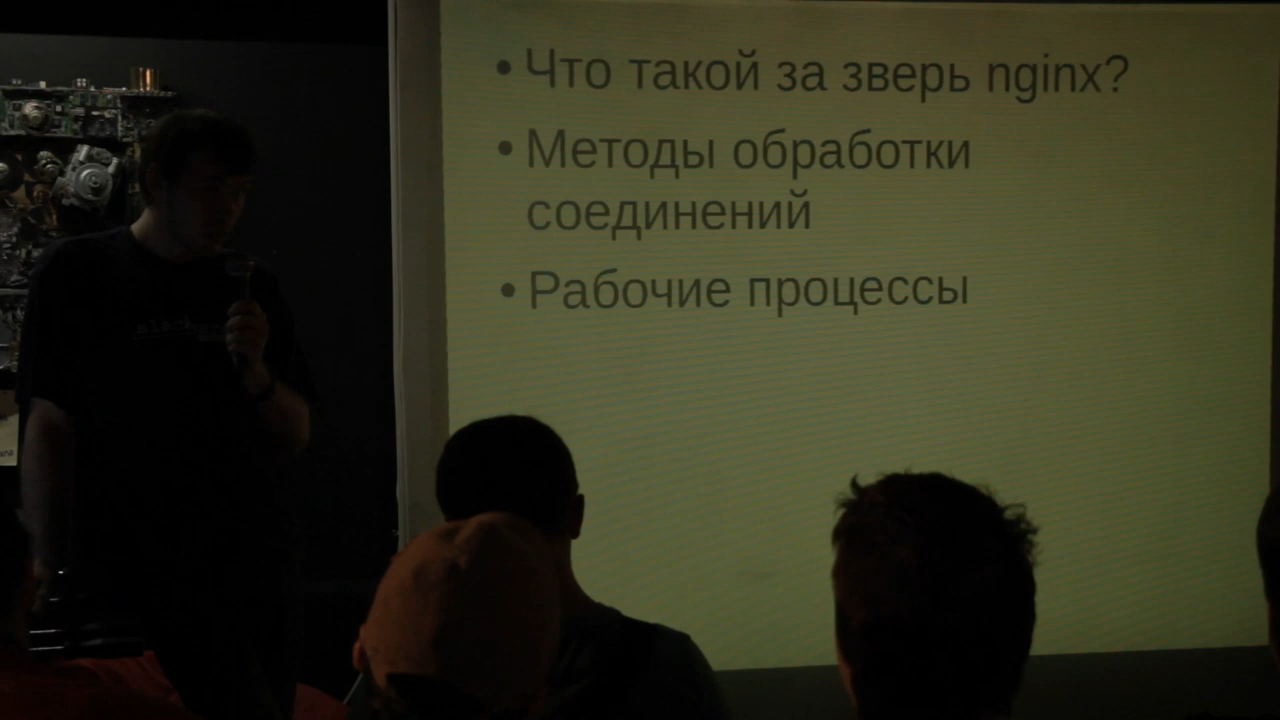 • Что такой за зверь nginx?
• Методы обработки
соединений
• Рабочие процессы